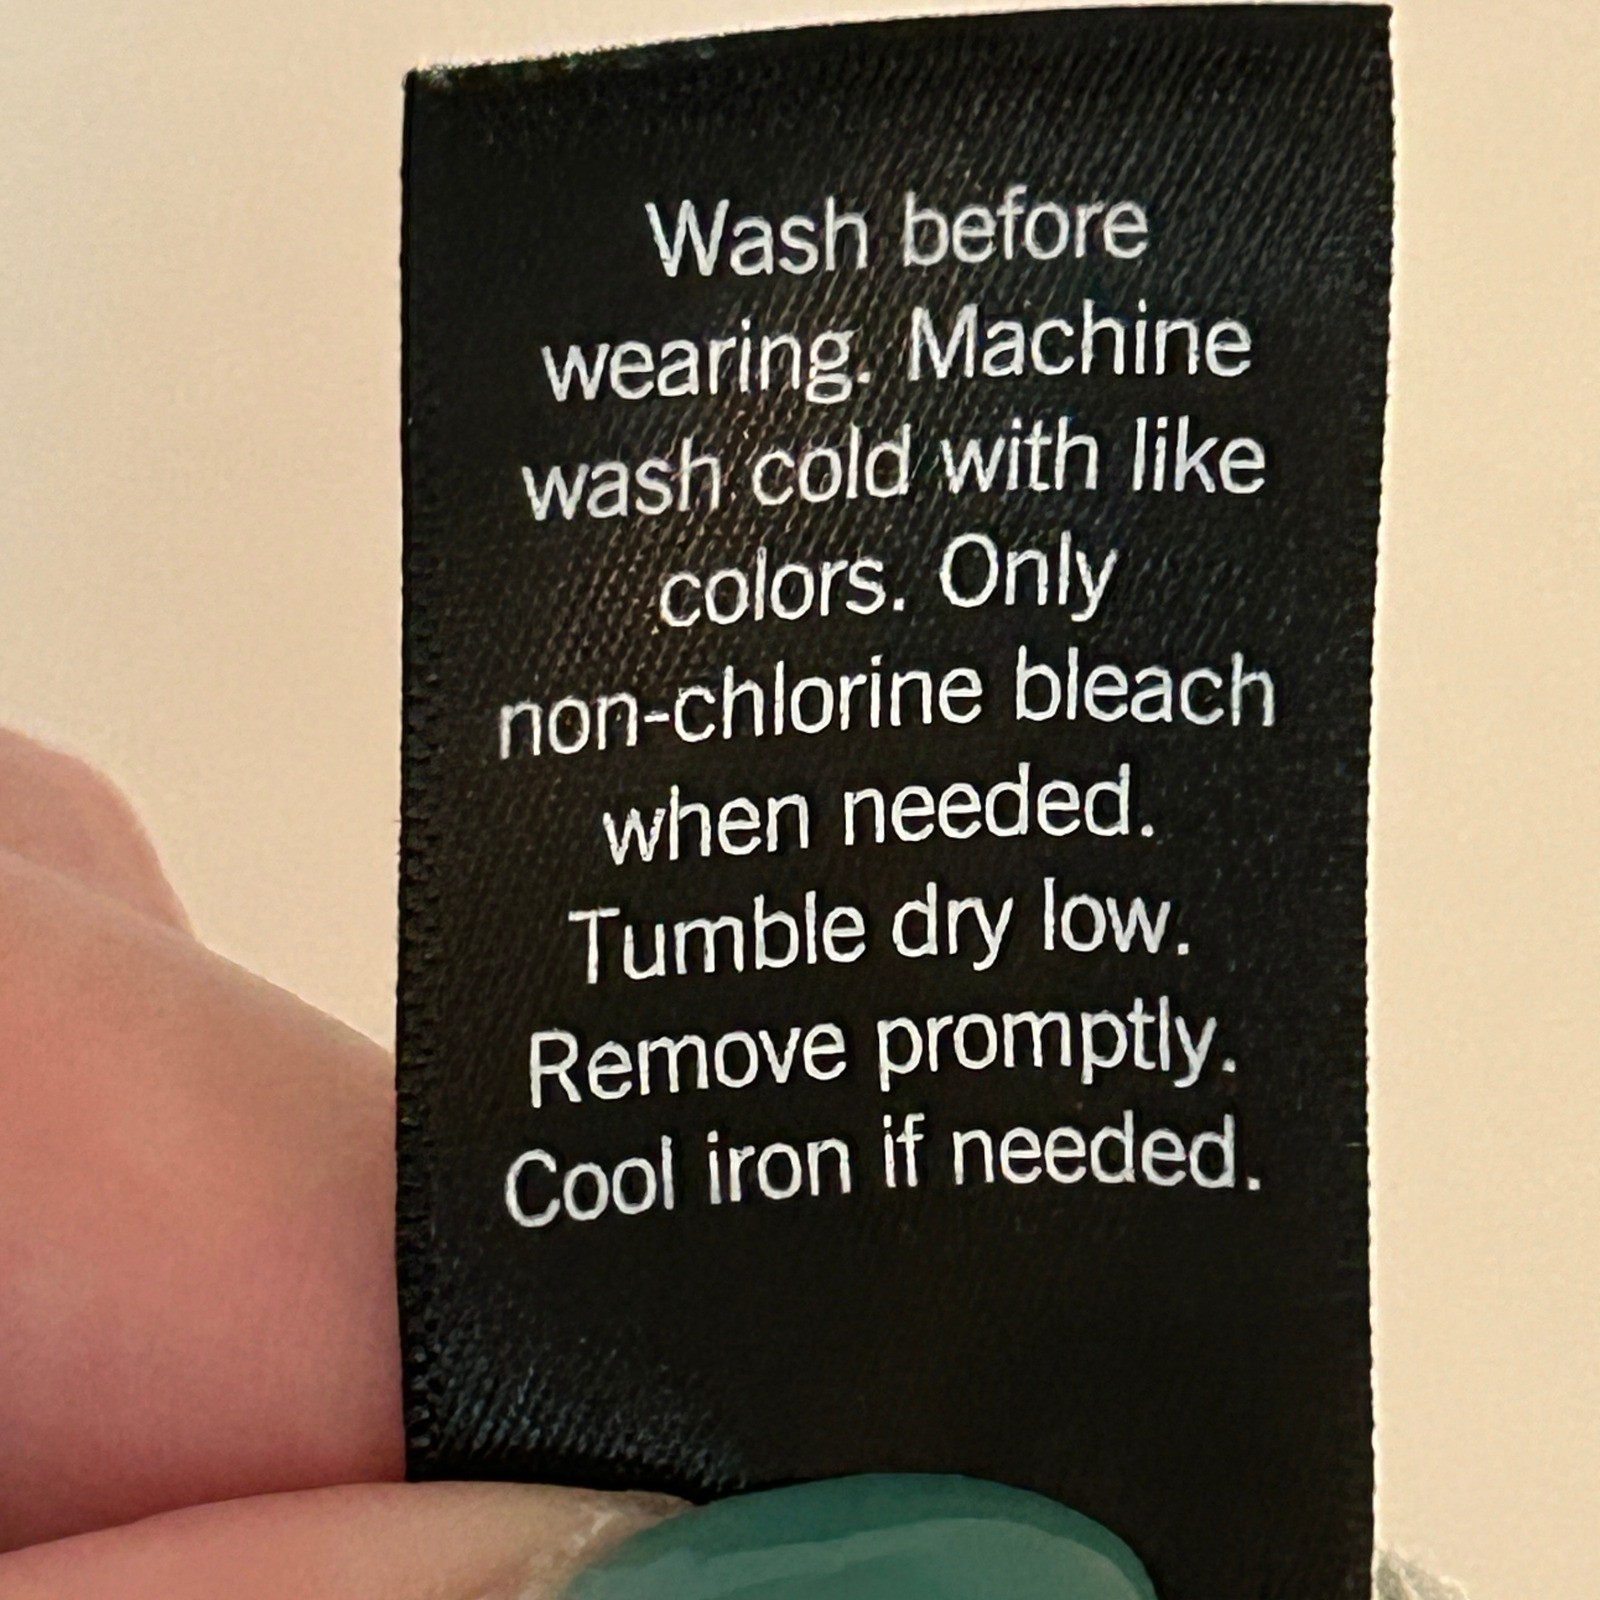 Wash before
wearing. Machine
wash cold with like
colors. Only
non-chlorine bleach
when needed.
Tumble dry low.
Remove promptly.
Cool iron if needed.